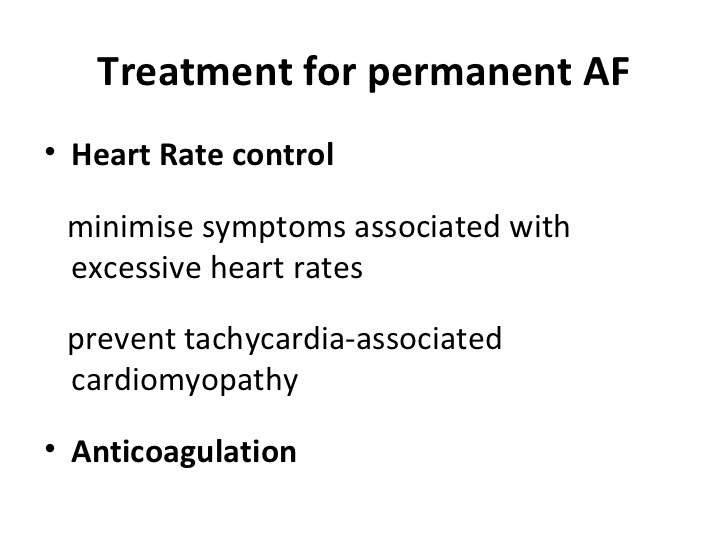 Treatment for permanent AF
• Heart Rate control
minimise symptoms associated with
excessive heart rates
prevent tachycardia-associated
cardiomyopathy
• Anticoagulation